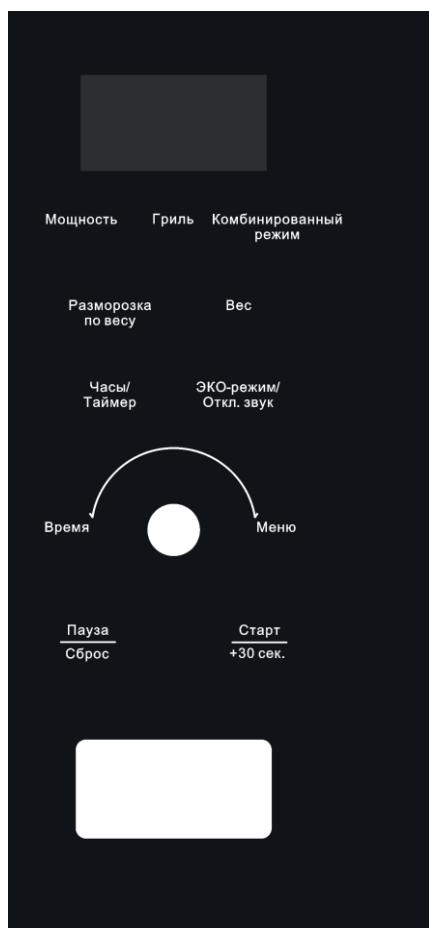 Мощность Гриль Комбинированный
режим
Разморозка Вес
по весу
Часы/ ЭКО-режим/
Таймер Откл. звук
Время Меню
Пауза Старт
Сброс +30 сек.